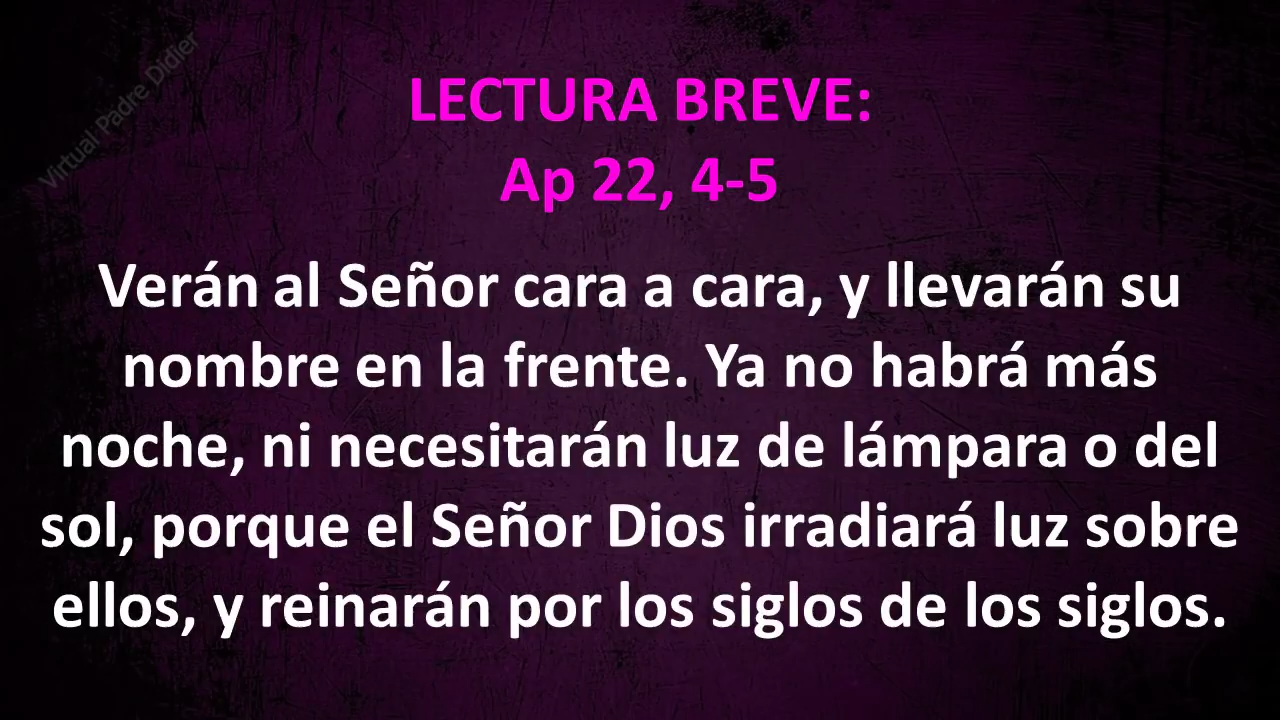 Virtual Padre Didier
LECTURA BREVE:
Ap 22, 4-5
Verán al Señor cara a cara, y llevarán su
nombre en la frente. Ya no habrá más
noche, ni necesitarán luz de lámpara o del
sol, porque el Señor Dios irradiará luz sobre
ellos, y reinarán por los siglos de los siglos.